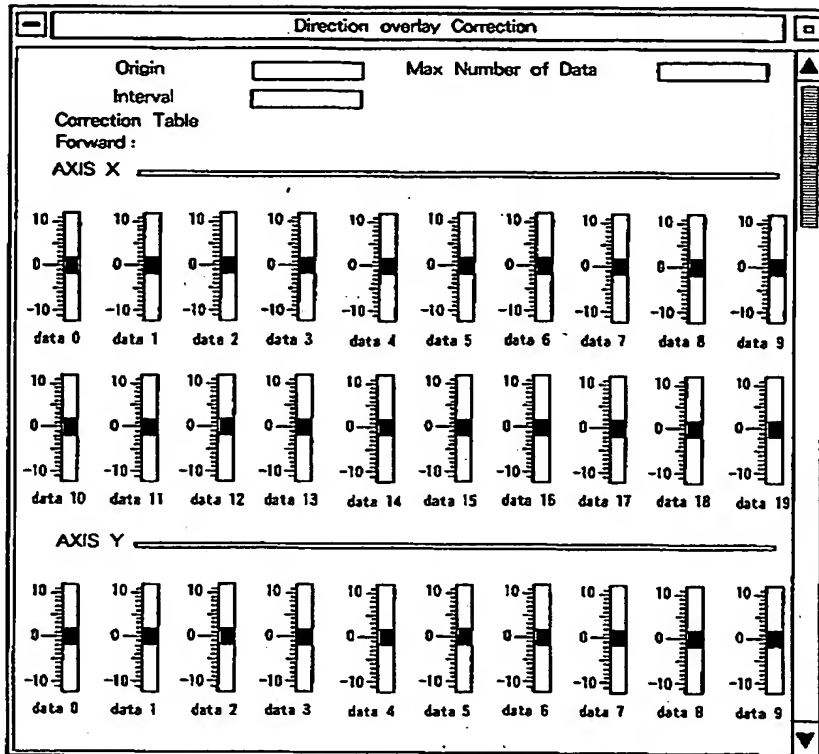 Direction overlay Correction
Origin Max Number of Data
Interval
Correction Table
Forward :
AXIS X
10 10 10 10 10 10 10 10 10 10
0 0 0 0 0 0 0 0 0 0
-10 -10 -10 -10 -10 -10 -10 -10 -10 -10
data 0 data 1 data 2 data 3 data 4 data 5 data 6 data 7 data 8 data 9
10 10 10 10 10 10 10 10 10 10
0 0 0 0 0 0 0 0 0 0
-10 -10 -10 -10 -10 -10 -10 -10 -10 -10
data 10 data 11 data 12 data 13 data 14 data 15 data 16 data 17 data 18 data 19
AXIS Y
10 10 10 10 10 10 10 10 10 10
0 0 0 0 0 0 0 0 0 0
-10 -10 -10 -10 -10 -10 -10 -10 -10 -10
data 0 data 1 data 2 data 3 data 4 data 5 data 6 data 7 data 8 data 9